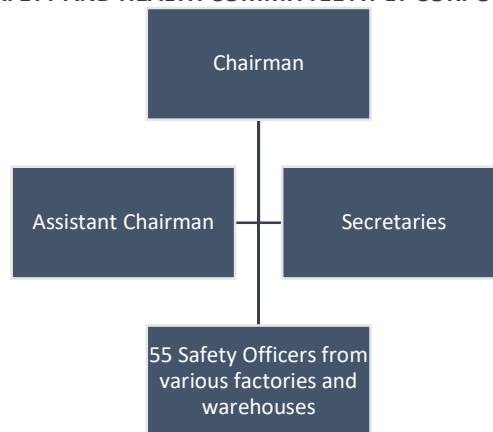 Chairman
Assistant Chairman
Secretaries
55 Safety Officers from
various factories and
warehouses